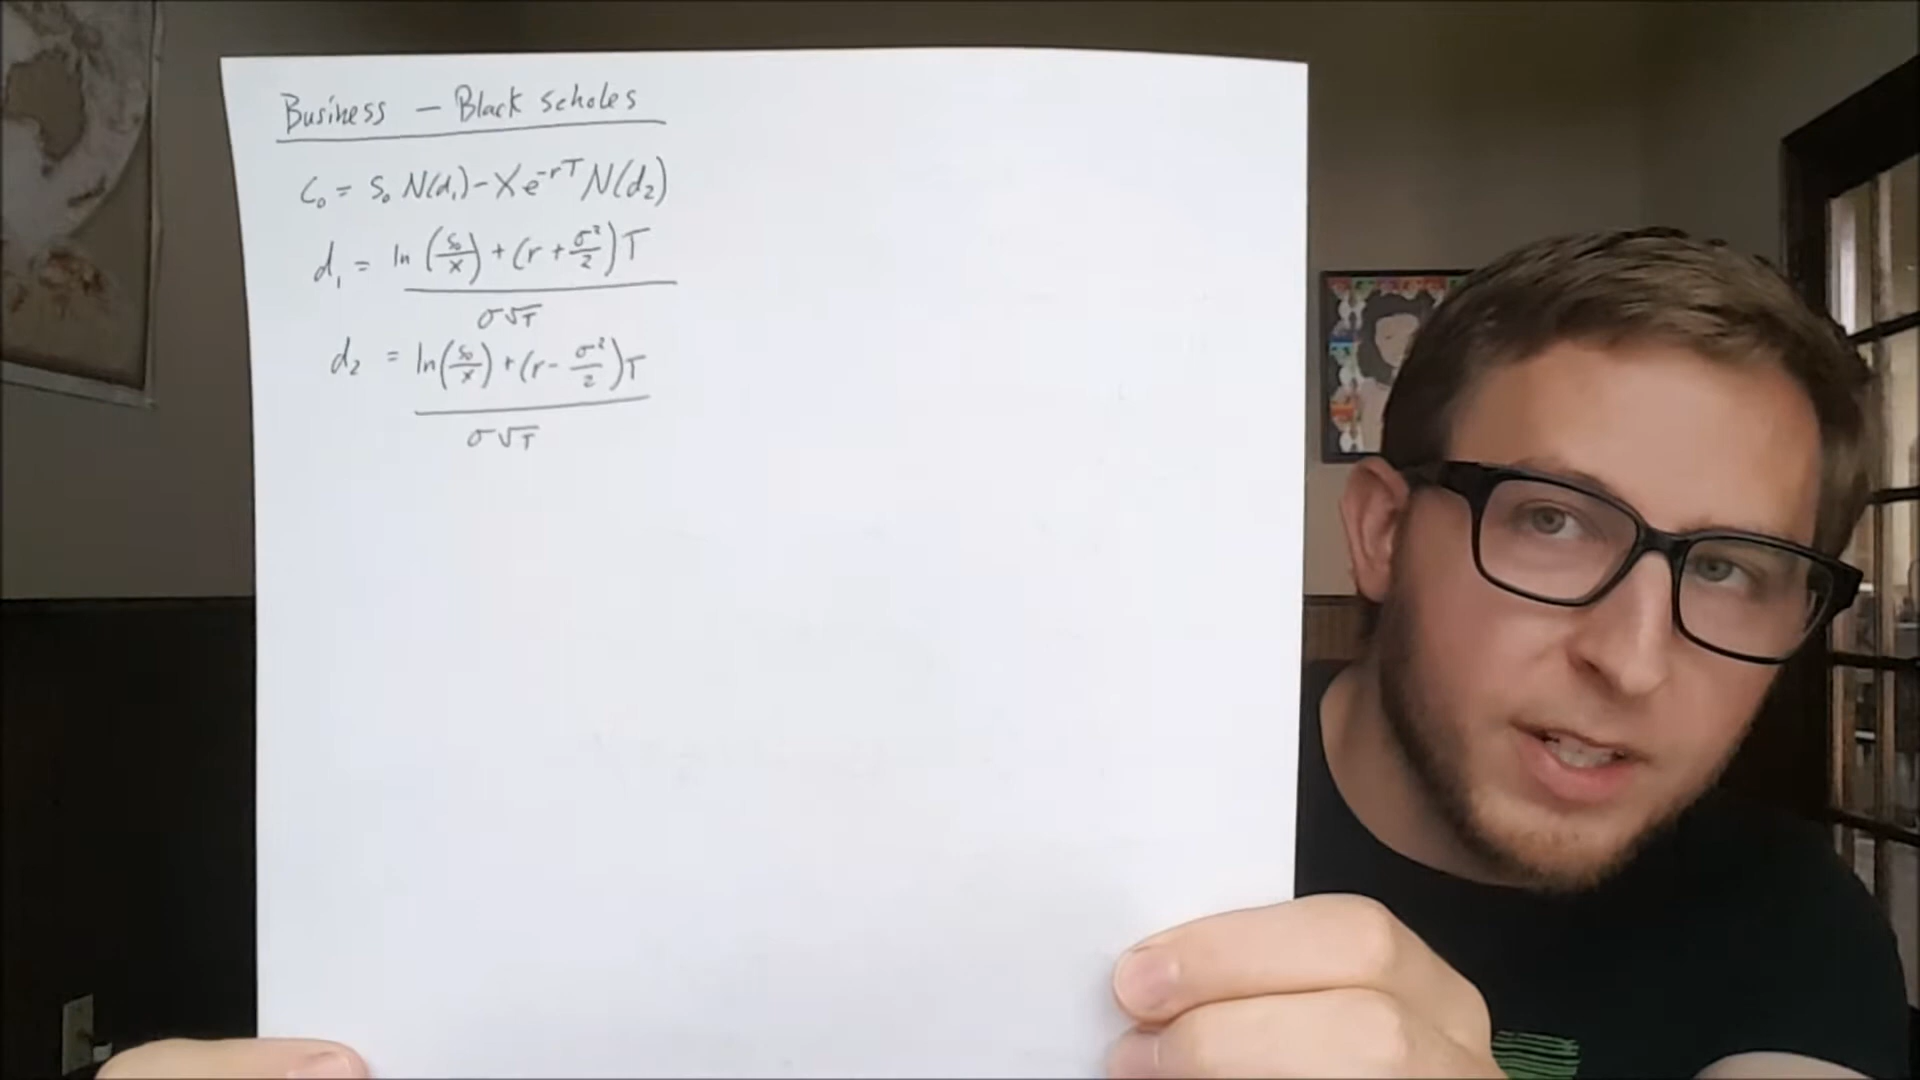 Business – Black Scholes
C₀ = S₀ N(d₁) – X e^-rT N(d₂)
d₁ = ln (S₀/X) + (r + σ²/2) T
σ√T
d₂ = ln (S₀/X) + (r – σ²/2) T
σ√T